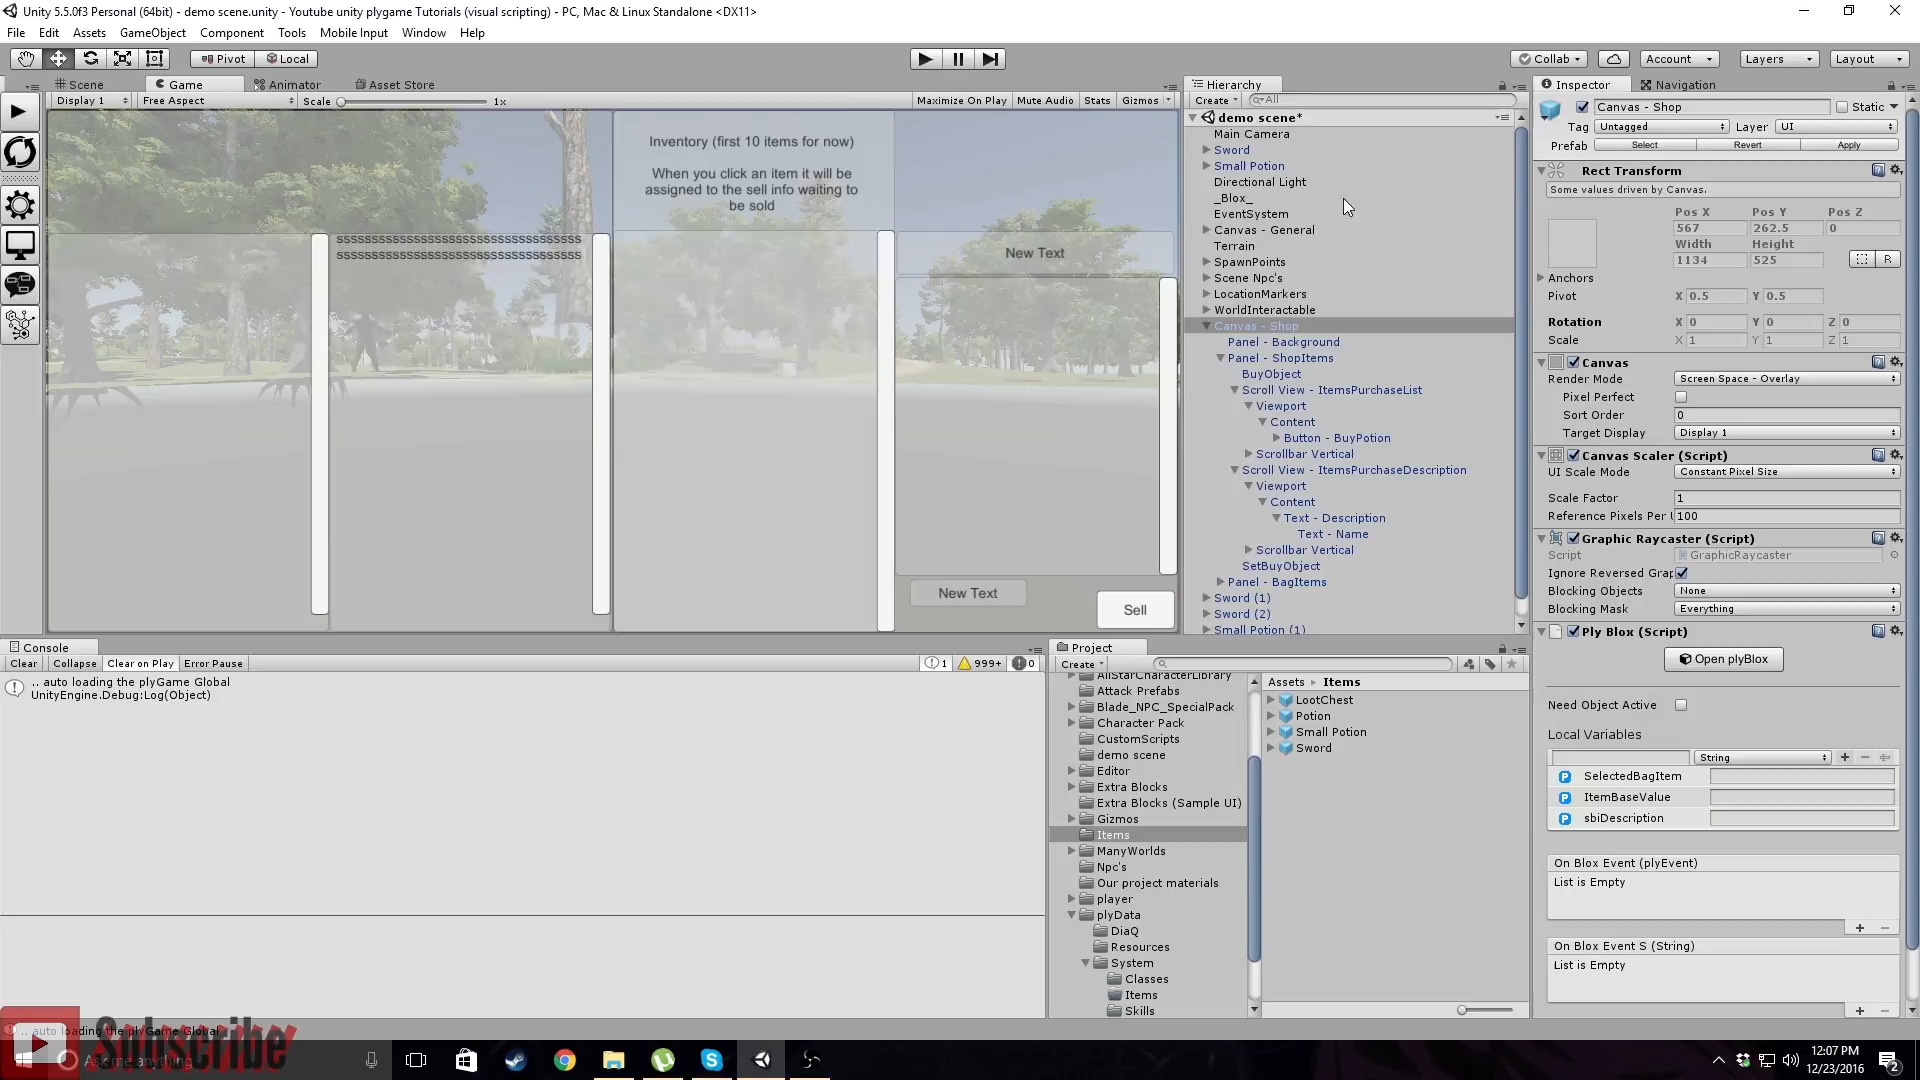 Unity 5.5.0f3 Personal (64bit) - demo scene.unity - Youtube unity plygame Tutorials (visual scripting) - PC, Mac & Linux Standalone <DX11>
File Edit Assets GameObject Component Tools Mobile Input Window Help
Pivot Local Collab Account Layers Layout
Scene Game Animator Asset Store
Display 1 Free Aspect Scale 1x Maximize On Play Mute Audio Stats Gizmos
Inventory (first 10 items for now)
When you click an item it will be
assigned to the sell info waiting to
be sold
New Text
New Text
Sell
Hierarchy
Create All
demo scene*
Main Camera
Sword
Small Potion
Directional Light
_Blox_
EventSystem
Canvas - General
Terrain
SpawnPoints
Scene Npc's
LocationMarkers
WorldInteractable
Canvas - Shop
Panel - Background
Panel - ShopItems
BuyObject
Scroll View - ItemsPurchaseList
Viewport
Content
Button - BuyPotion
Scrollbar Vertical
Scroll View - ItemsPurchaseDescription
Viewport
Content
Text - Description
Text - Name
Scrollbar Vertical
SetBuyObject
Panel - BagItems
Sword (1)
Sword (2)
Small Potion (1)
Inspector Navigation
Canvas - Shop Static
Tag Untagged Layer UI
Prefab Select Revert Apply
Rect Transform
Some values driven by Canvas.
Pos X Pos Y Pos Z
567 262.5 0
Width Height
1134 525 R
Anchors
Pivot X 0.5 Y 0.5
Rotation X 0 Y 0 Z 0
Scale X 1 Y 1 Z 1
Canvas
Render Mode Screen Space - Overlay
Pixel Perfect
Sort Order 0
Target Display Display 1
Canvas Scaler (Script)
UI Scale Mode Constant Pixel Size
Scale Factor 1
Reference Pixels Per 100
Graphic Raycaster (Script)
Script GraphicRaycaster
Ignore Reversed Grap
Blocking Objects None
Blocking Mask Everything
Ply Blox (Script)
Open plyBlox
Need Object Active
Local Variables
String
SelectedBagItem
ItemBaseValue
sbiDescription
On Blox Event (plyEvent)
List is Empty
On Blox Event S (String)
List is Empty
Console
Clear Collapse Clear on Play Error Pause 1 999+ 0
.. auto loading the plyGame Global
UnityEngine.Debug:Log(Object)
Project
Create
AllStarCharacterLibrary
Attack Prefabs
Blade_NPC_SpecialPack
Character Pack
CustomScripts
demo scene
Editor
Extra Blocks
Extra Blocks (Sample UI)
Gizmos
Items
ManyWorlds
Npc's
Our project materials
player
plyData
DiaQ
Resources
System
Classes
Items
Skills
Assets Items
LootChest
Potion
Small Potion
Sword
.. auto loading the plyGame Global
Subscribe
Ask me anything
12:07 PM
12/23/2016
2